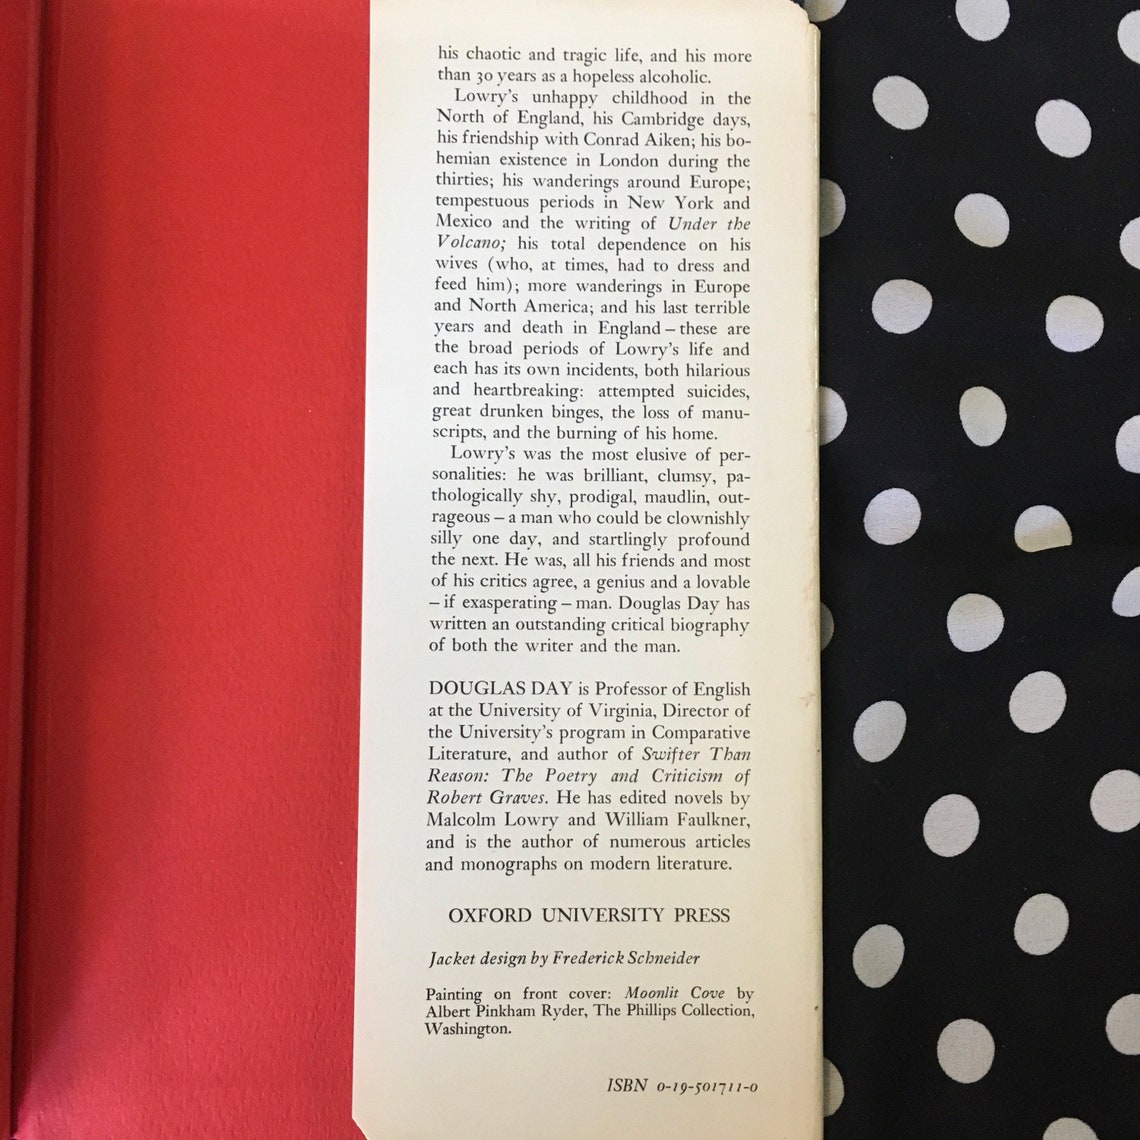 his chaotic and tragic life, and his more
than 30 years as a hopeless alcoholic.
Lowry's unhappy childhood in the
North of England, his Cambridge days,
his friendship with Conrad Aiken; his bo-
hemian existence in London during the
thirties; his wanderings around Europe;
tempestuous periods in New York and
Mexico and the writing of Under the
Volcano; his total dependence on his
wives (who, at times, had to dress and
feed him); more wanderings in Europe
and North America; and his last terrible
years and death in England – these are
the broad periods of Lowry's life and
each has its own incidents, both hilarious
and heartbreaking: attempted suicides,
great drunken binges, the loss of manu-
scripts, and the burning of his home.
Lowry's was the most elusive of per-
sonalities: he was brilliant, clumsy, pa-
thologically shy, prodigal, maudlin, out-
rageous – a man who could be clownishly
silly one day, and startlingly profound
the next. He was, all his friends and most
of his critics agree, a genius and a lovable
– if exasperating – man. Douglas Day has
written an outstanding critical biography
of both the writer and the man.
DOUGLAS DAY is Professor of English
at the University of Virginia, Director of
the University's program in Comparative
Literature, and author of Swifter Than
Reason: The Poetry and Criticism of
Robert Graves. He has edited novels by
Malcolm Lowry and William Faulkner,
and is the author of numerous articles
and monographs on modern literature.
OXFORD UNIVERSITY PRESS
Jacket design by Frederick Schneider
Painting on front cover: Moonlit Cove by
Albert Pinkham Ryder, The Phillips Collection,
Washington.
ISBN 0-19-501711-0